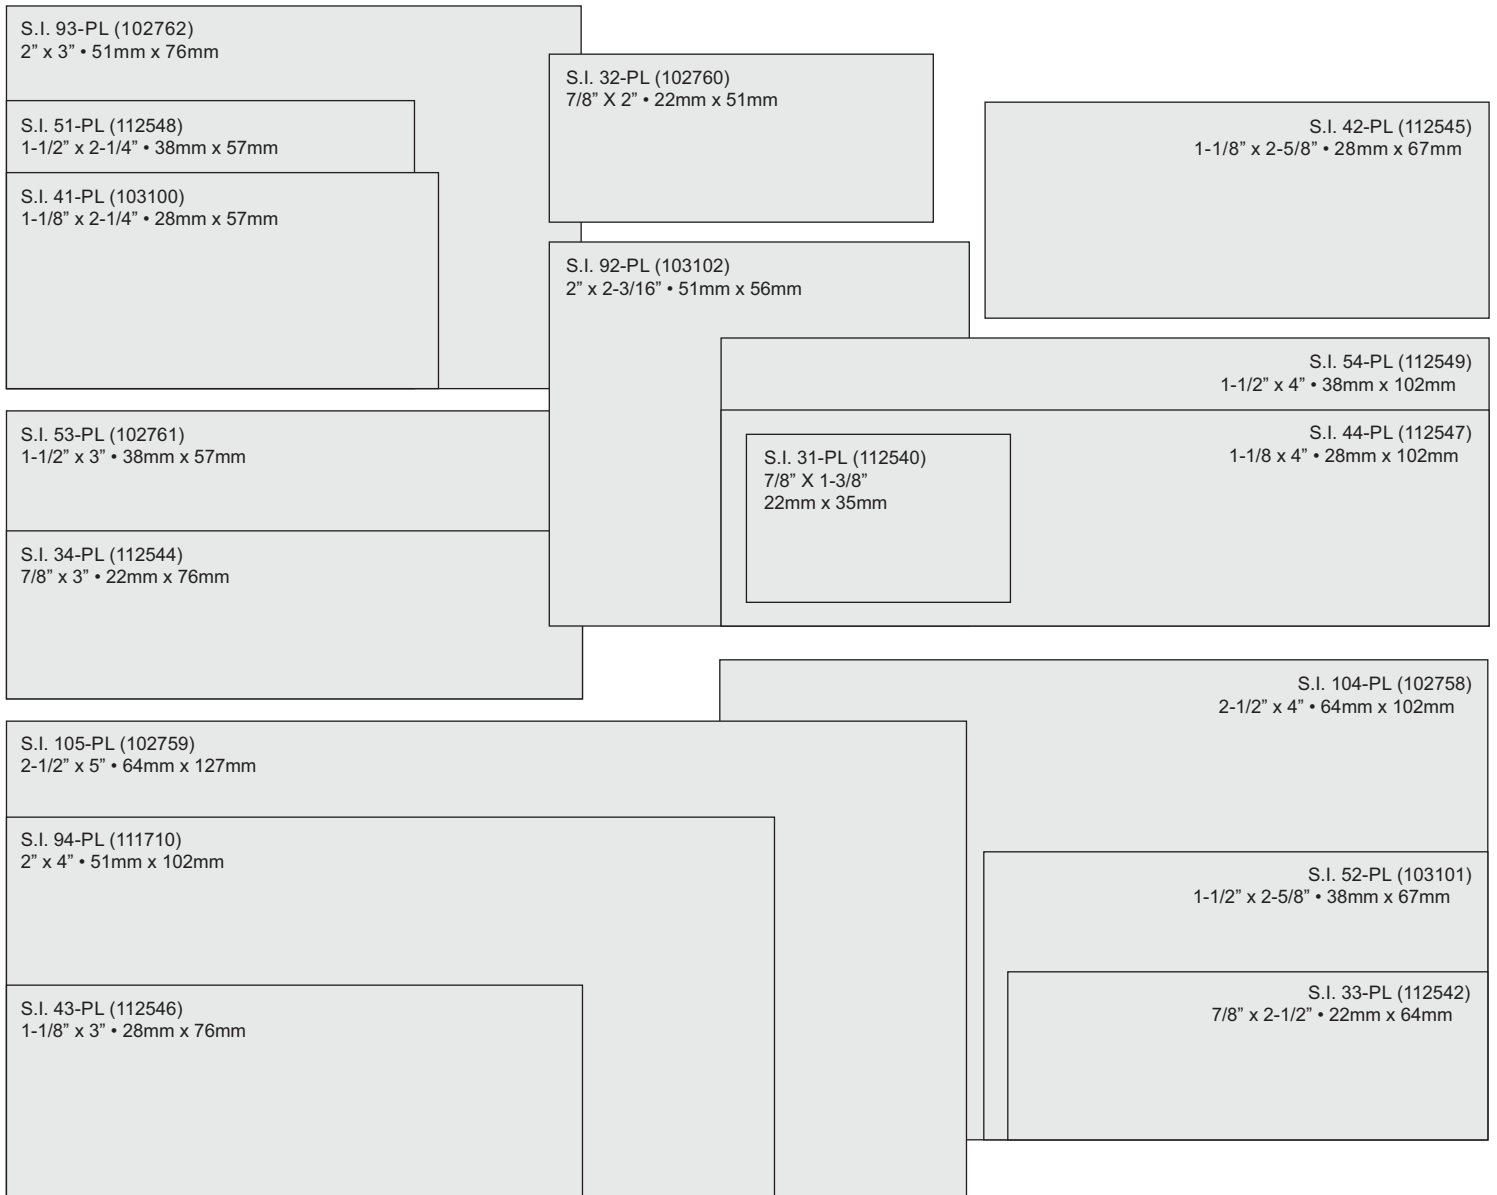 S.I. 93-PL (102762)
2” x 3” • 51mm x 76mm
S.I. 51-PL (112548)
1-1/2” x 2-1/4” • 38mm x 57mm
S.I. 41-PL (103100)
1-1/8” x 2-1/4” • 28mm x 57mm
S.I. 32-PL (102760)
7/8” X 2” • 22mm x 51mm
S.I. 42-PL (112545)
1-1/8” x 2-5/8” • 28mm x 67mm
S.I. 92-PL (103102)
2” x 2-3/16” • 51mm x 56mm
S.I. 54-PL (112549)
1-1/2” x 4” • 38mm x 102mm
S.I. 44-PL (112547)
1-1/8 x 4” • 28mm x 102mm
S.I. 31-PL (112540)
7/8” X 1-3/8”
22mm x 35mm
S.I. 53-PL (102761)
1-1/2” x 3” • 38mm x 57mm
S.I. 34-PL (112544)
7/8” x 3” • 22mm x 76mm
S.I. 104-PL (102758)
2-1/2” x 4” • 64mm x 102mm
S.I. 105-PL (102759)
2-1/2” x 5” • 64mm x 127mm
S.I. 94-PL (111710)
2” x 4” • 51mm x 102mm
S.I. 52-PL (103101)
1-1/2” x 2-5/8” • 38mm x 67mm
S.I. 33-PL (112542)
7/8” x 2-1/2” • 22mm x 64mm
S.I. 43-PL (112546)
1-1/8” x 3” • 28mm x 76mm